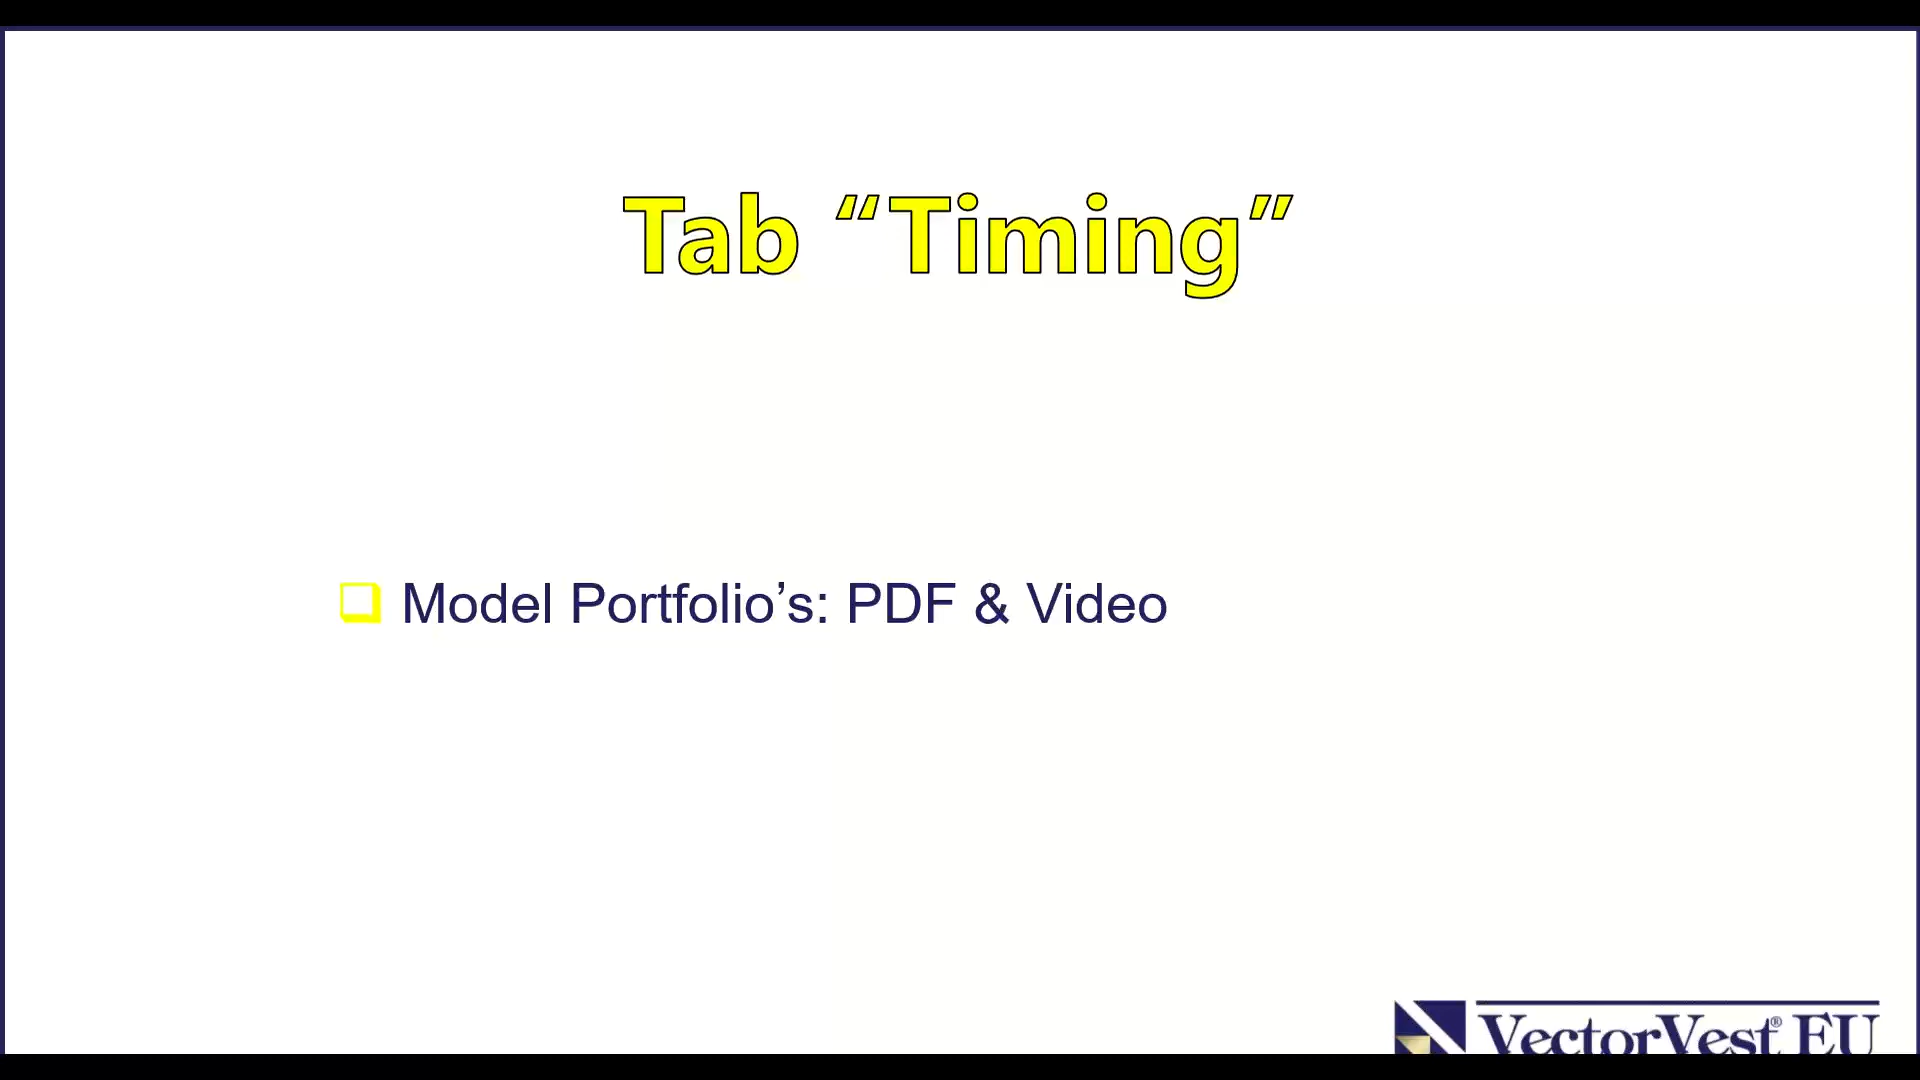 Tab “Timing”
Model Portfolio’s: PDF & Video
VectorVest® EU